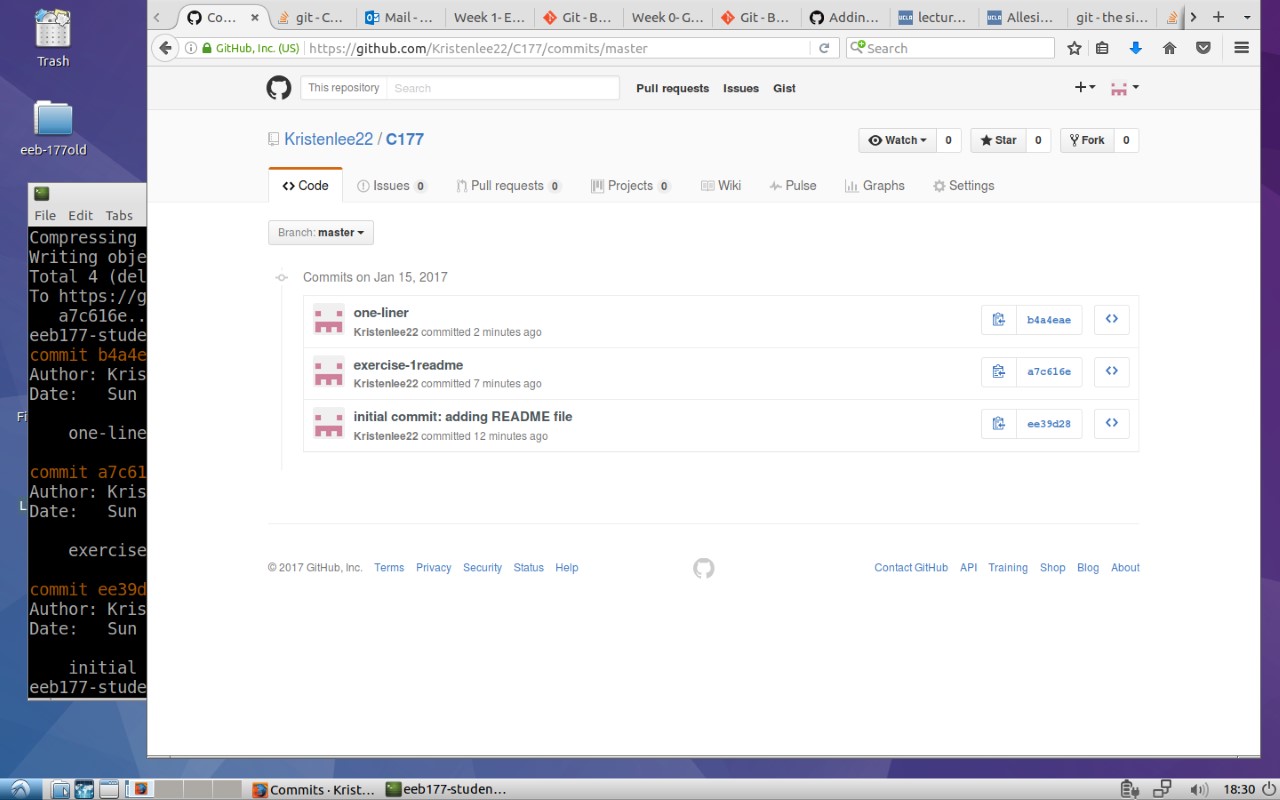 Trash
eeb-177old
Co...
git - C...
Mail - ...
Week 1- E...
Git - B...
Week 0- G...
Git - B...
Addin...
lectur...
Allesi...
git - the si...
GitHub, Inc. (US)
https://github.com/Kristenlee22/C177/commits/master
Search
This repository
Search
Pull requests
Issues
Gist
Kristenlee22 / C177
Watch 0
Star 0
Fork 0
Code
Issues 0
Pull requests 0
Projects 0
Wiki
Pulse
Graphs
Settings
Branch: master
Commits on Jan 15, 2017
one-liner
Kristenlee22 committed 2 minutes ago
b4a4eae
exercise-1readme
Kristenlee22 committed 7 minutes ago
a7c616e
initial commit: adding README file
Kristenlee22 committed 12 minutes ago
ee39d28
© 2017 GitHub, Inc. Terms Privacy Security Status Help
Contact GitHub API Training Shop Blog About
File Edit Tabs
Compressing
Writing obje
Total 4 (del
To https://g
a7c616e..
eeb177-stude
commit b4a4e
Author: Kris
Date: Sun
one-line
commit a7c61
Author: Kris
Date: Sun
exercise
commit ee39d
Author: Kris
Date: Sun
initial
eeb177-stude
Fi
L
Commits · Krist...
eeb177-studen...
18:30